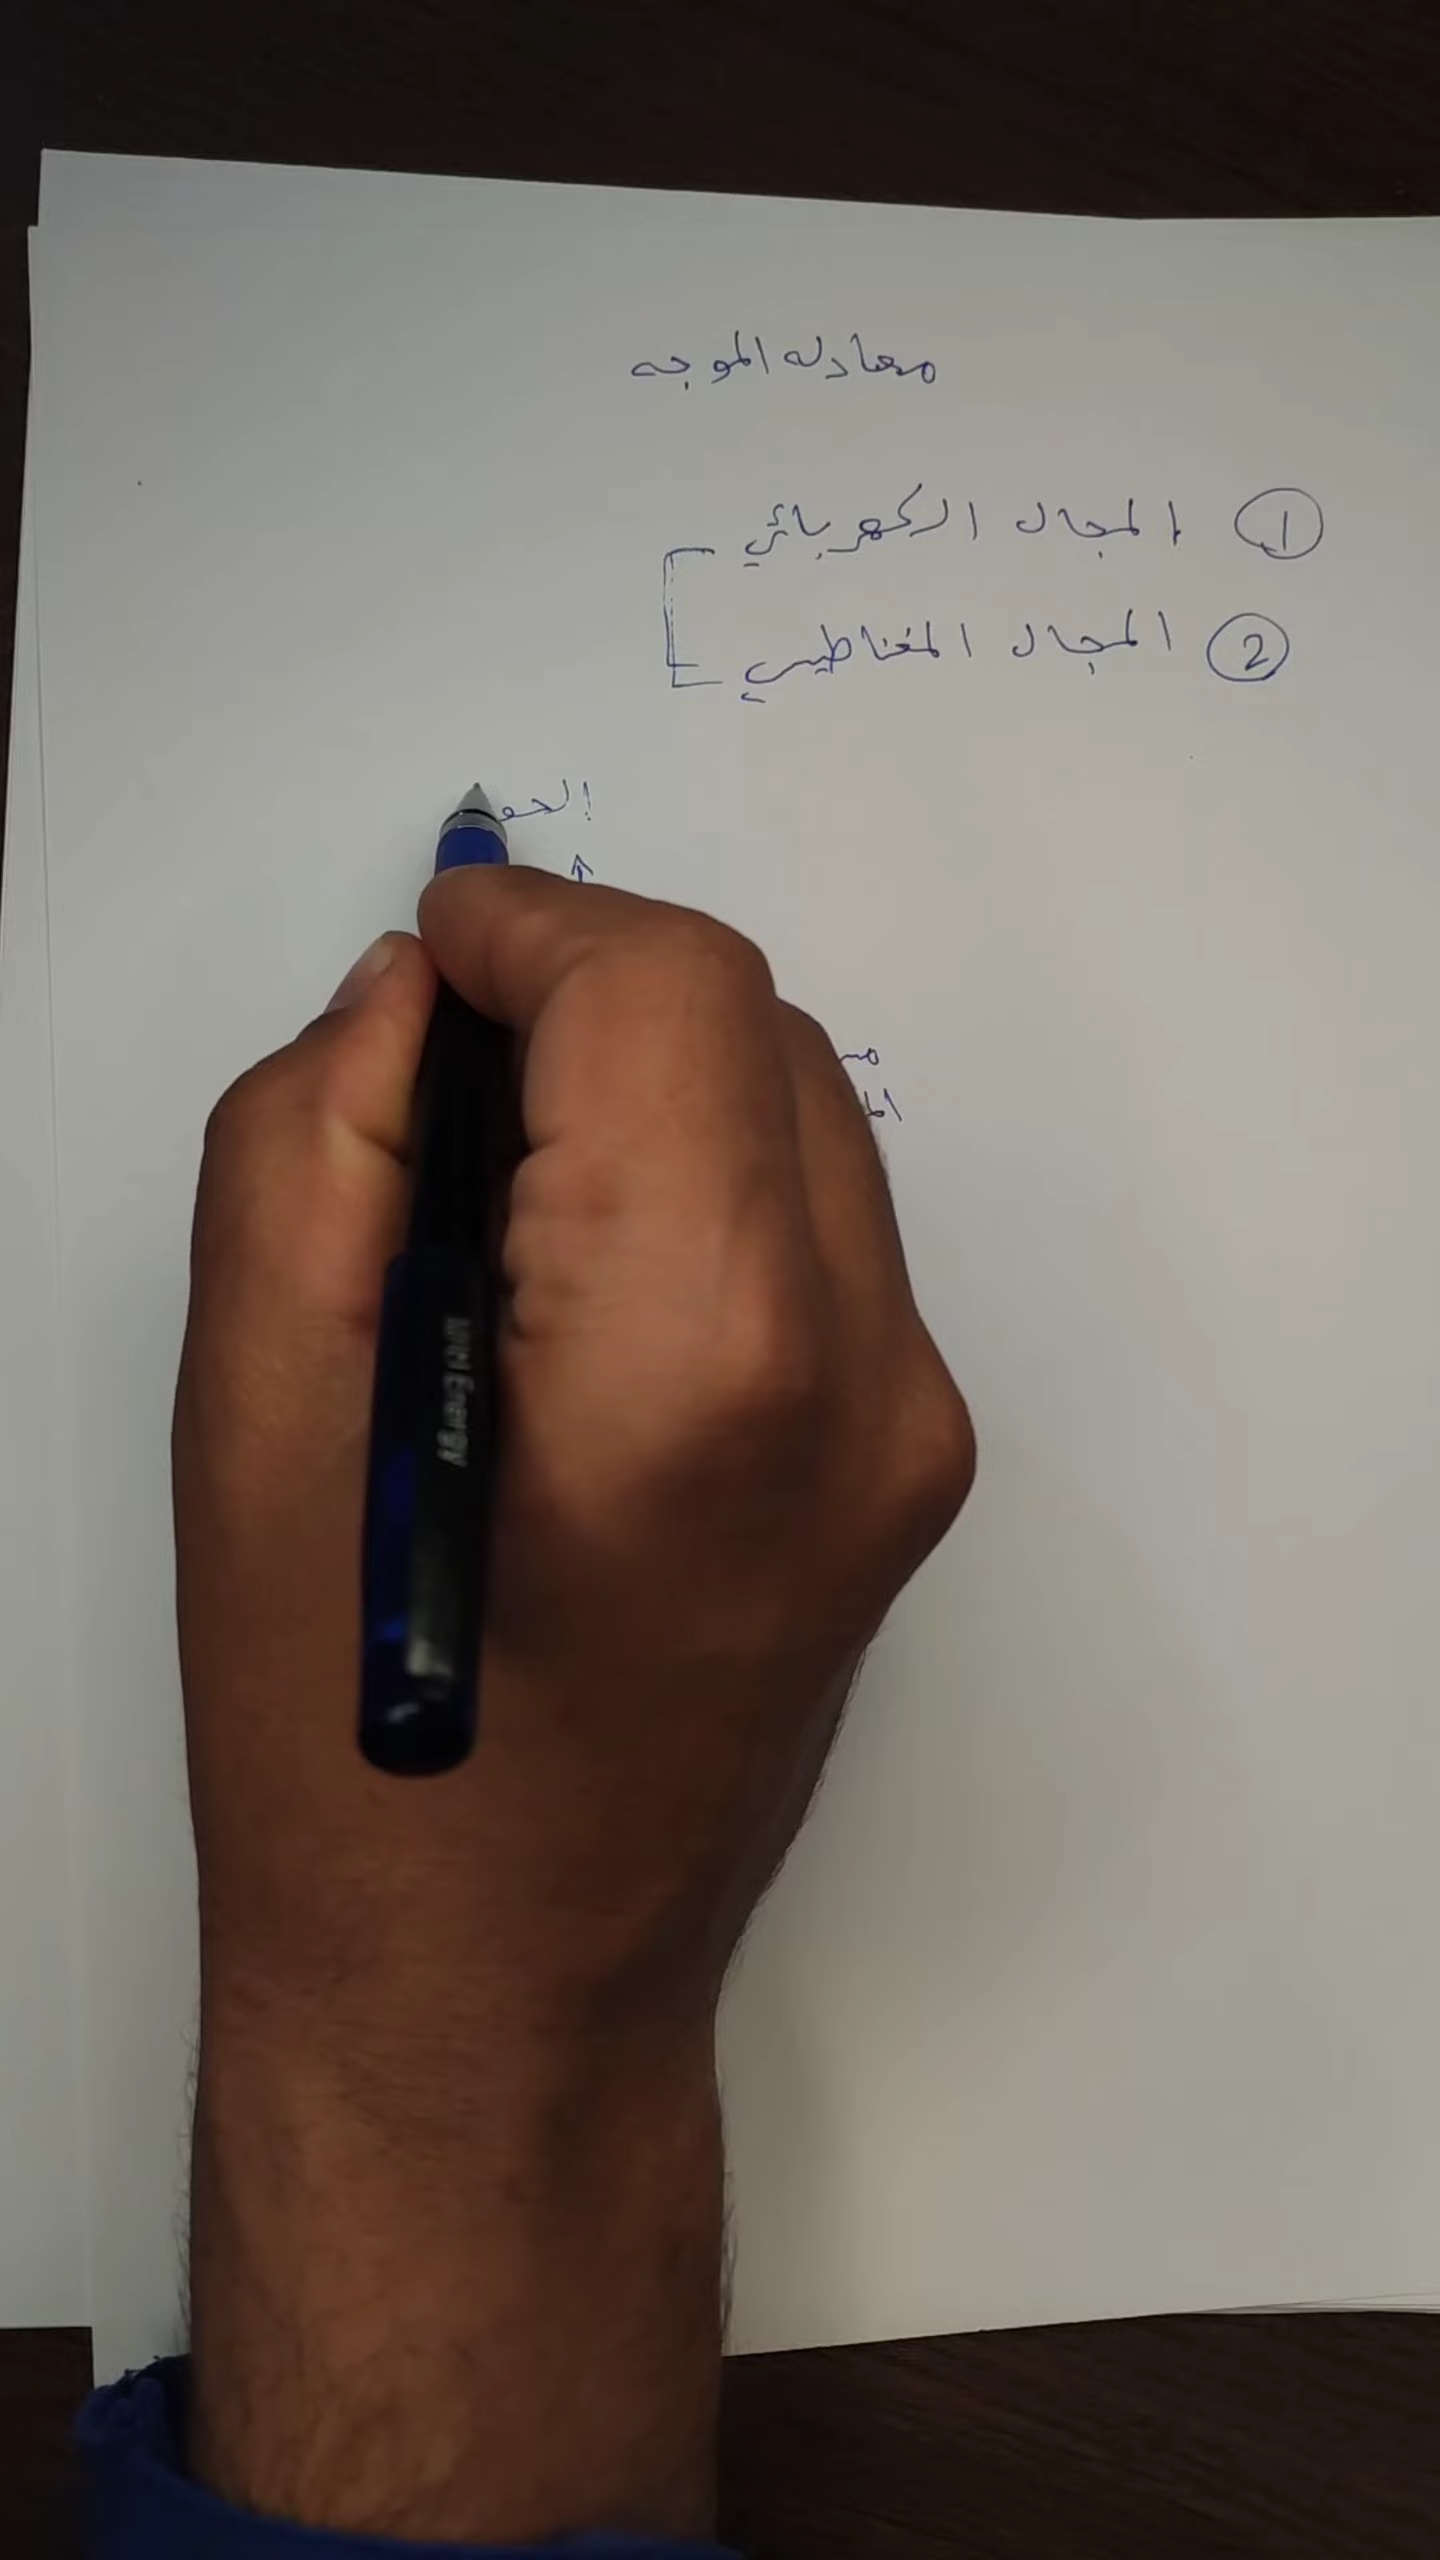 معادله الموجه
① المجال الكهربائي
② المجال المغناطيسي